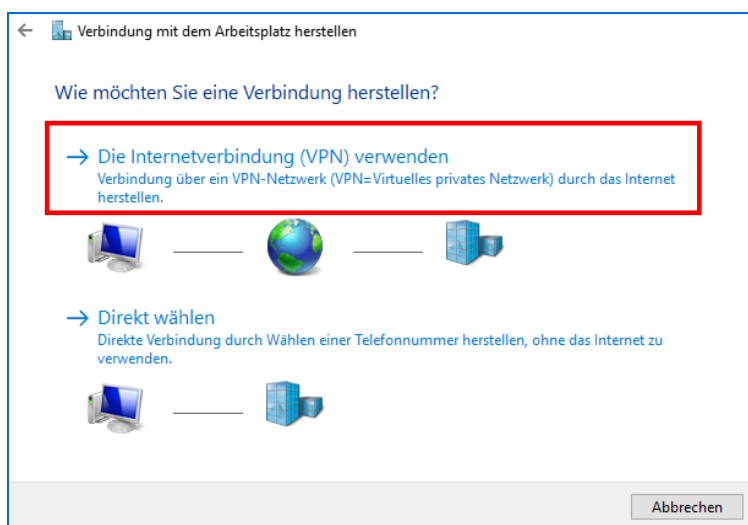 Verbindung mit dem Arbeitsplatz herstellen
Wie möchten Sie eine Verbindung herstellen?
Die Internetverbindung (VPN) verwenden
Verbindung über ein VPN-Netzwerk (VPN=Virtuelles privates Netzwerk) durch das Internet
herstellen.
Direkt wählen
Direkte Verbindung durch Wählen einer Telefonnummer herstellen, ohne das Internet zu
verwenden.
Abbrechen